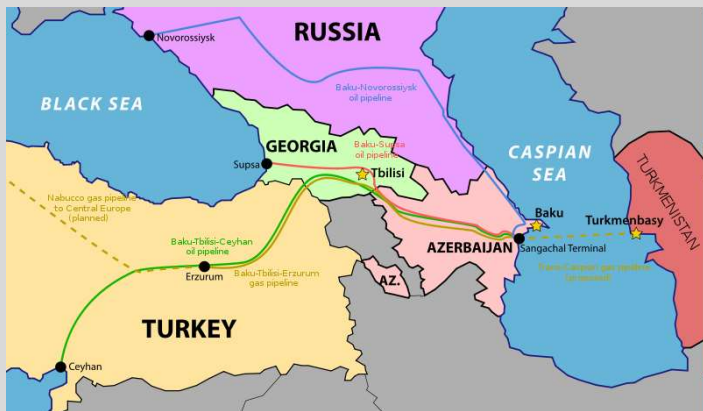 RUSSIA
Novorossiysk
Baku-Novorossiysk
oil pipeline
BLACK SEA
GEORGIA
Baku-Supsa
oil pipeline
Supsa
Tbilisi
CASPIAN
SEA
TURKMENISTAN
Nabucco gas pipeline
to Central Europe
(planned)
Baku
Turkmenbasy
Baku-Tbilisi-Ceyhan
oil pipeline
AZERBAIJAN
Sangachal Terminal
Baku-Tbilisi-Erzurum
gas pipeline
Trans-Caspian gas pipeline
Erzurum
AZ.
TURKEY
Ceyhan